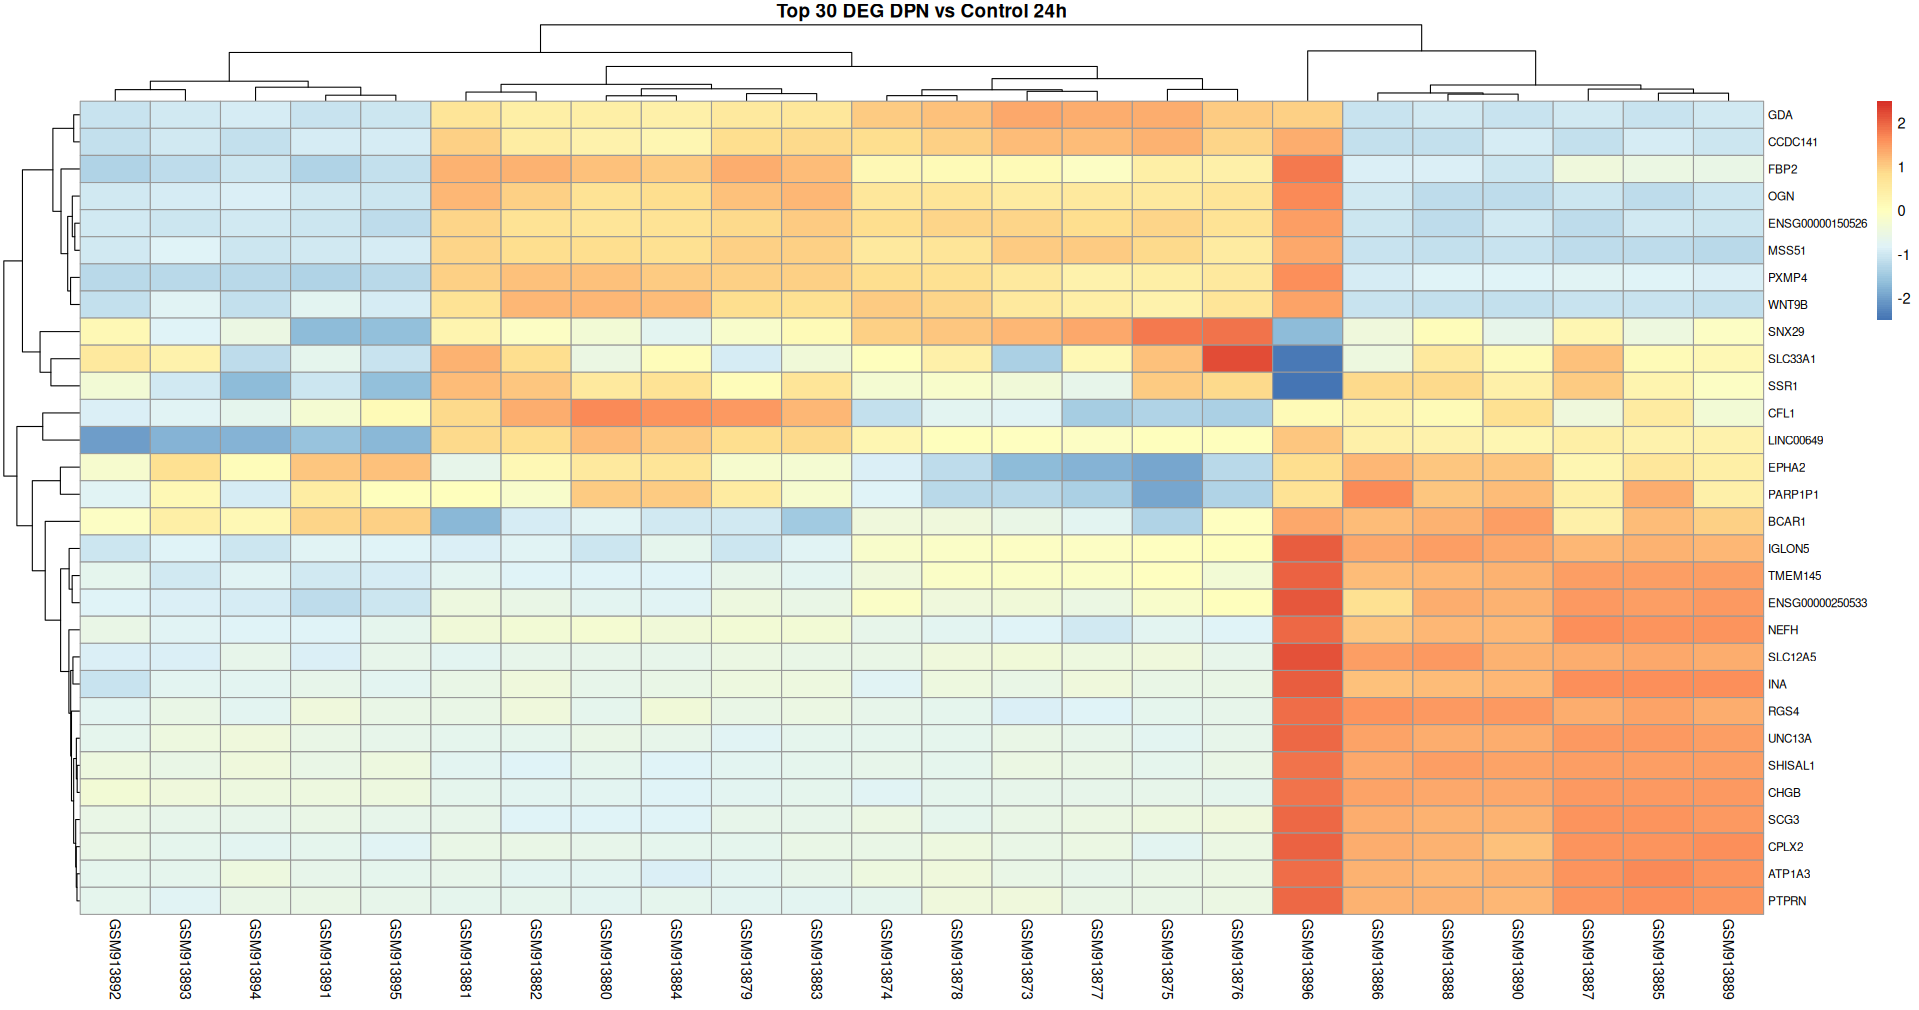 Top 30 DEG DPN vs Control 24h
GDA
CCDC141
FBP2
OGN
ENSG00000150526
MSS51
PXMP4
WNT9B
SNX29
SLC33A1
SSR1
CFL1
LINC00649
EPHA2
PARP1P1
BCAR1
IGLON5
TMEM145
ENSG00000250533
NEFH
SLC12A5
INA
RGS4
UNC13A
SHISAL1
CHGB
SCG3
CPLX2
ATP1A3
PTPRN
2
1
0
-1
-2
GSM913892
GSM913893
GSM913894
GSM913891
GSM913895
GSM913881
GSM913882
GSM913880
GSM913884
GSM913879
GSM913883
GSM913874
GSM913878
GSM913873
GSM913877
GSM913875
GSM913876
GSM913896
GSM913886
GSM913888
GSM913890
GSM913887
GSM913885
GSM913889